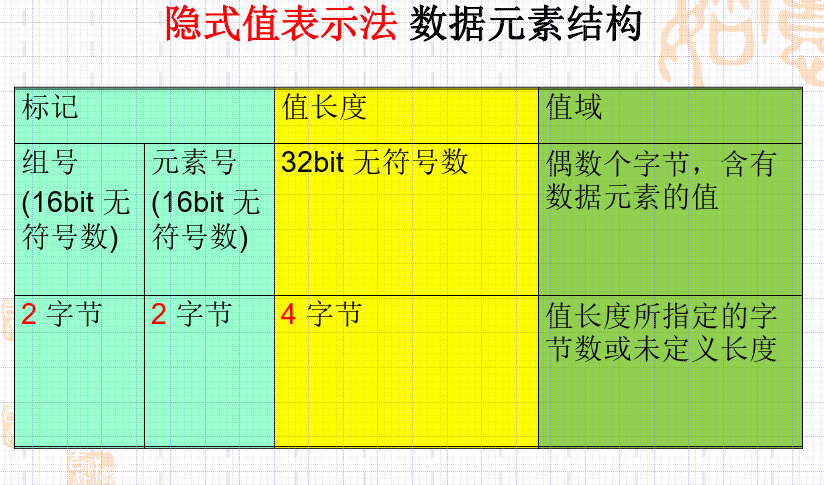 隐式值表示法 数据元素结构
标记
值长度
值域
组号
(16bit 无
符号数)
元素号
(16bit 无
符号数)
32bit 无符号数
偶数个字节，含有
数据元素的值
2 字节
2 字节
4 字节
值长度所指定的字
节数或未定义长度